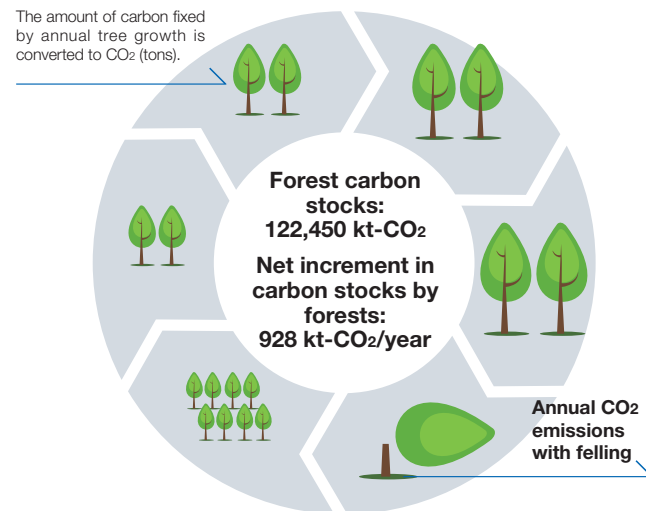 The amount of carbon fixed
by annual tree growth is
converted to CO2 (tons).
Forest carbon
stocks:
122,450 kt-CO2
Net increment in
carbon stocks by
forests:
928 kt-CO2/year
Annual CO2
emissions
with felling